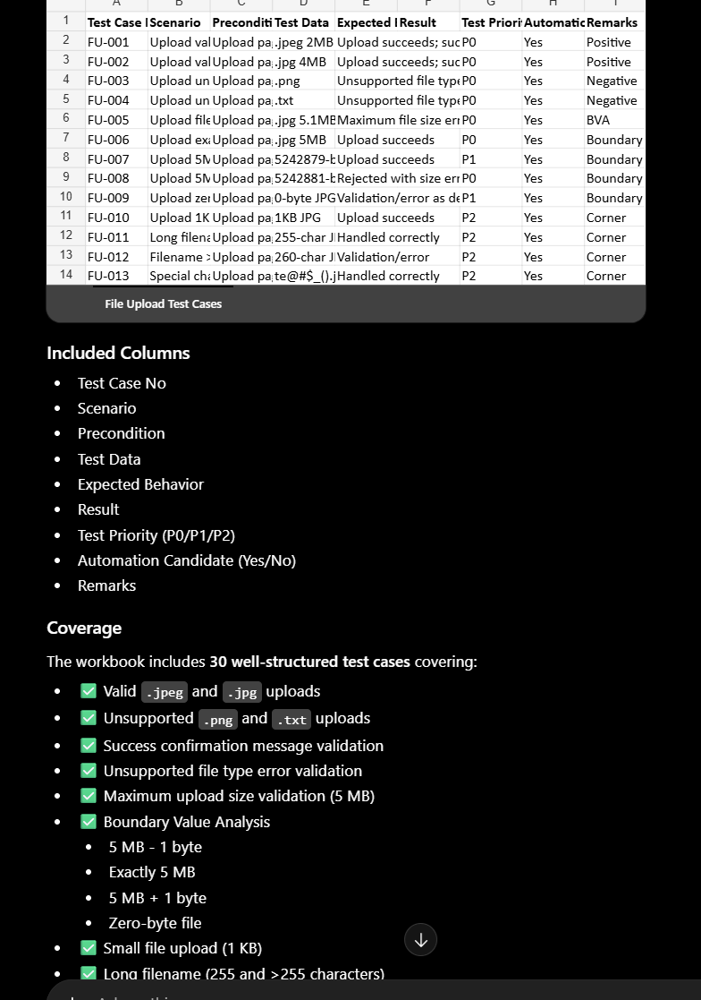 A B C D E F G H I
1 Test Case I Scenario Preconditi Test Data Expected I Result Test Priori Automatic Remarks
2 FU-001 Upload val Upload pa .jpeg 2MB Upload succeeds; suc P0 Yes Positive
3 FU-002 Upload val Upload pa .jpg 4MB Upload succeeds; suc P0 Yes Positive
4 FU-003 Upload un Upload pa .png Unsupported file type P0 Yes Negative
5 FU-004 Upload un Upload pa .txt Unsupported file type P0 Yes Negative
6 FU-005 Upload file Upload pa .jpg 5.1ME Maximum file size err P0 Yes BVA
7 FU-006 Upload exa Upload pa .jpg 5MB Upload succeeds P0 Yes Boundary
8 FU-007 Upload 5M Upload pa 5242879-b Upload succeeds P1 Yes Boundary
9 FU-008 Upload 5M Upload pa 5242881-b Rejected with size err P0 Yes Boundary
10 FU-009 Upload zer Upload pa 0-byte JPG Validation/error as de P1 Yes Boundary
11 FU-010 Upload 1K Upload pa 1KB JPG Upload succeeds P2 Yes Corner
12 FU-011 Long filena Upload pa 255-char J Handled correctly P2 Yes Corner
13 FU-012 Filename > Upload pa 260-char J Validation/error P2 Yes Corner
14 FU-013 Special cha Upload pa te@#$_().j Handled correctly P2 Yes Corner
File Upload Test Cases
Included Columns
• Test Case No
• Scenario
• Precondition
• Test Data
• Expected Behavior
• Result
• Test Priority (P0/P1/P2)
• Automation Candidate (Yes/No)
• Remarks
Coverage
The workbook includes 30 well-structured test cases covering:
• ✅ Valid .jpeg and .jpg uploads
• ✅ Unsupported .png and .txt uploads
• ✅ Success confirmation message validation
• ✅ Unsupported file type error validation
• ✅ Maximum upload size validation (5 MB)
• ✅ Boundary Value Analysis
• 5 MB - 1 byte
• Exactly 5 MB
• 5 MB + 1 byte
• Zero-byte file
• ✅ Small file upload (1 KB)
• ✅ Long filename (255 and >255 characters)